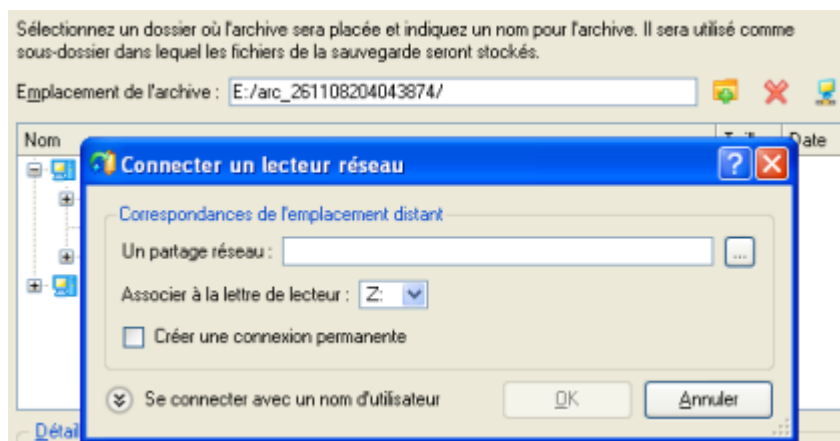 Sélectionnez un dossier où l'archive sera placée et indiquez un nom pour l'archive. Il sera utilisé comme
sous-dossier dans lequel les fichiers de la sauvegarde seront stockés.
Emplacement de l'archive : E:/arc_261108204043874/
Nom Date
Connecter un lecteur réseau
Correspondances de l'emplacement distant
Un partage réseau : ...
Associer à la lettre de lecteur : Z:
Créer une connexion permanente
Se connecter avec un nom d'utilisateur OK Annuler